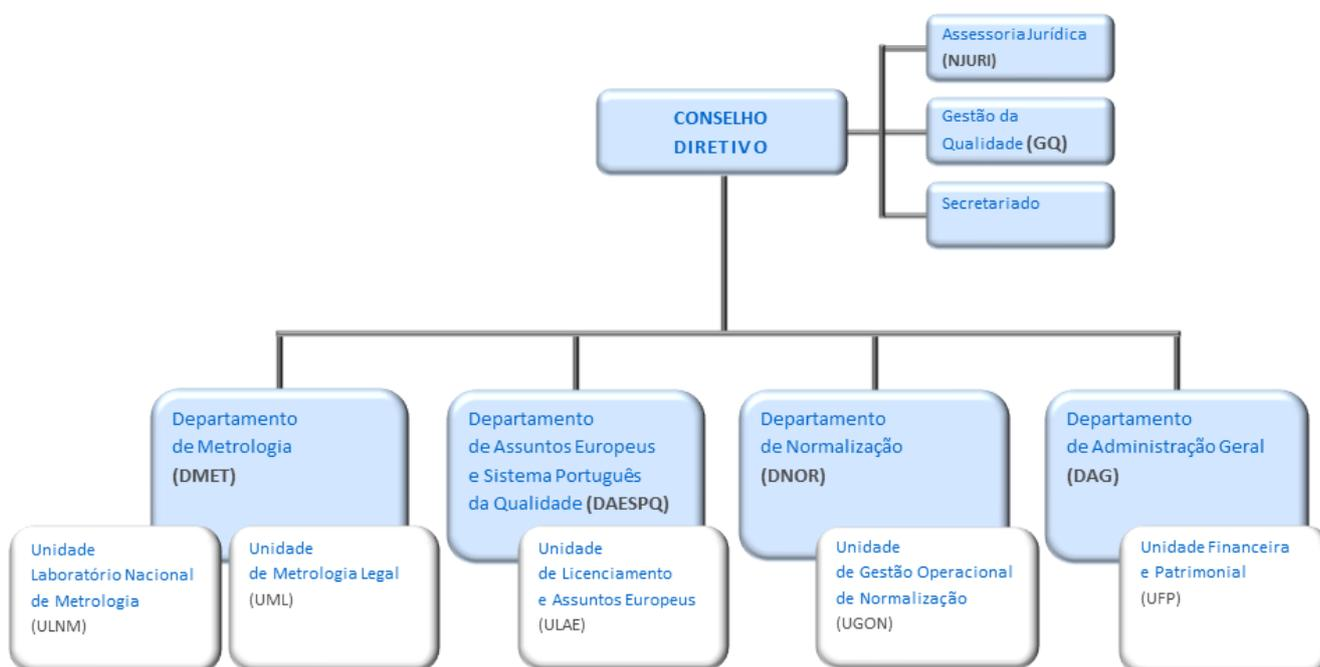 Assessoria Jurídica
(NJURI)
CONSELHO
DIRETIVO
Gestão da
Qualidade (GQ)
Secretariado
Departamento
de Metrologia
(DMET)
Departamento
de Assuntos Europeus
e Sistema Português
da Qualidade (DAESPQ)
Departamento
de Normalização
(DNOR)
Departamento
de Administração Geral
(DAG)
Unidade
Laboratório Nacional
de Metrologia
(ULNM)
Unidade
de Metrologia Legal
(UML)
Unidade
de Licenciamento
e Assuntos Europeus
(ULAE)
Unidade
de Gestão Operacional
de Normalização
(UGON)
Unidade Financeira
e Patrimonial
(UFP)